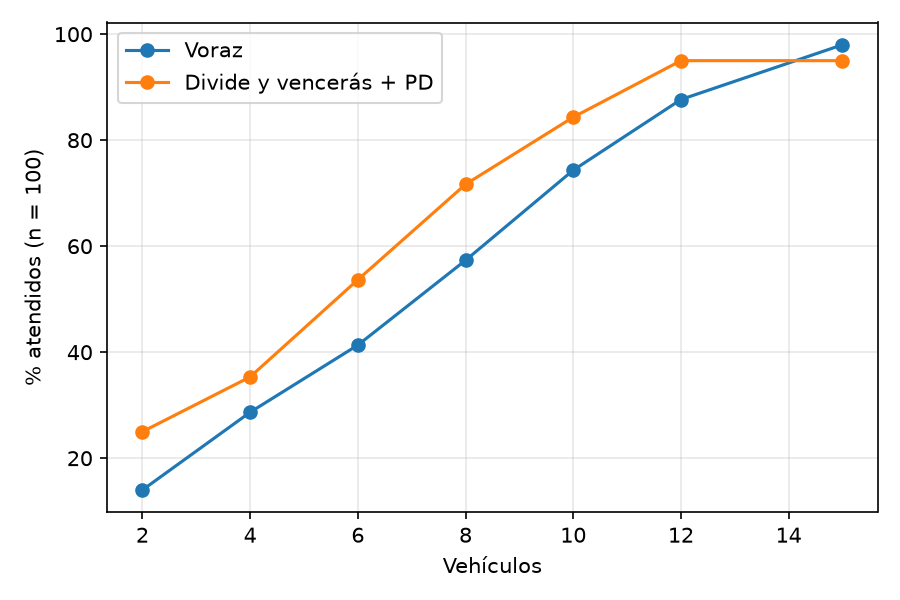 Voraz
Divide y vencerás + PD
% atendidos (n = 100)
100
80
60
40
20
2 4 6 8 10 12 14
Vehículos